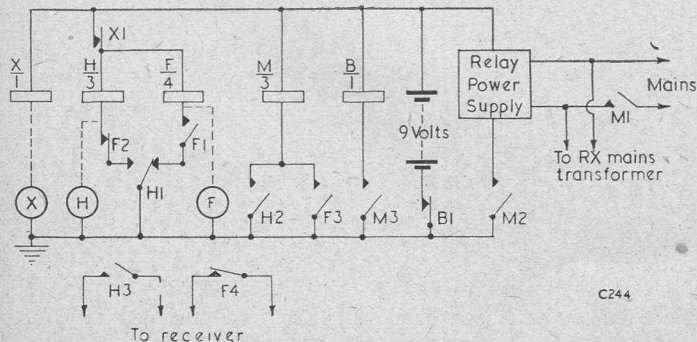 X1
X/1
H/3
F/4
M/3
B/1
Relay
Power
Supply
Mains
M1
9 Volts
To RX mains
transformer
F2
F1
H1
X
H
F
H2
F3
M3
B1
M2
H3
F4
To receiver
C244